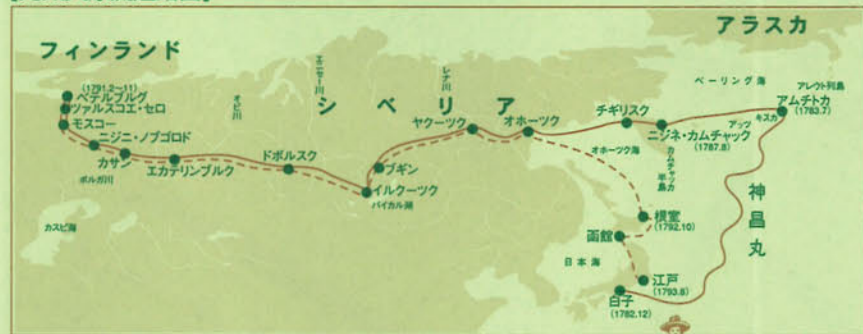 アラスカ
フィンランド
(1791.2〜11)
ペテルブルグ
ツァルスコエ・セロ
モスコー
ニジニ・ノブゴロド
カザン
ボルガ川
エカテリンブルク
カスピ海
オビ川
エニセー川
レナ川
シベリア
ドボルスク
イルクーツク
バイカル湖
ブギン
ヤクーツク
オホーツク
オホーツク海
チギリスク
ニジネ・カムチャック
(1787.8)
カムチャッカ半島
ベーリング海
アレウト列島
アムチトカ
(1783.7)
キスカ
アッツ
神昌丸
根室
(1792.10)
函館
日本海
江戸
(1793.8)
白子
(1782.12)